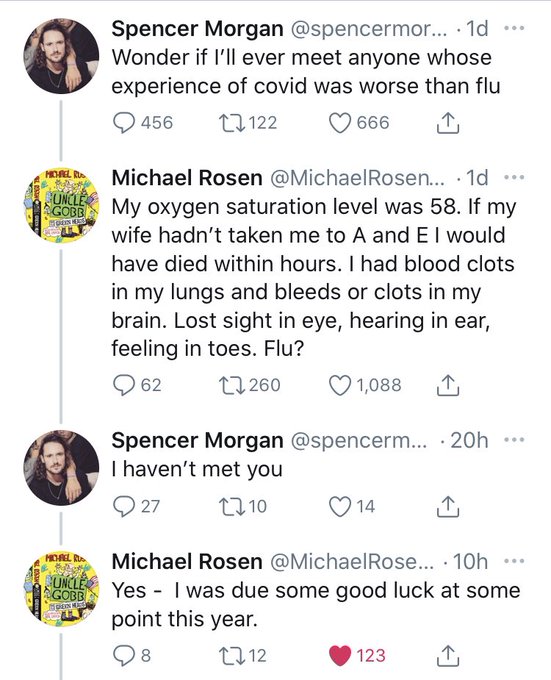 Spencer Morgan @spencermor... · 1d ...
Wonder if I'll ever meet anyone whose
experience of covid was worse than flu
456 122 666
MICHAEL
UNCLE
GOBB
Michael Rosen @MichaelRosen... · 1d ...
My oxygen saturation level was 58. If my
wife hadn't taken me to A and E I would
have died within hours. I had blood clots
in my lungs and bleeds or clots in my
brain. Lost sight in eye, hearing in ear,
feeling in toes. Flu?
62 260 1,088
Spencer Morgan @spencerm... · 20h ...
I haven't met you
27 10 14
UNCLE
GOBB
Michael Rosen @MichaelRose... · 10h ...
Yes - I was due some good luck at some
point this year.
8 12 123